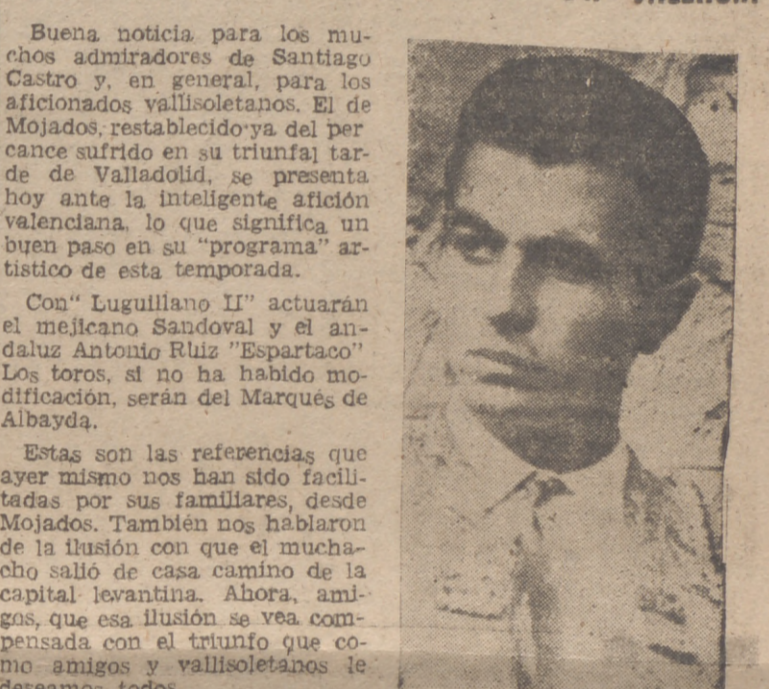 Buena noticia para los mu-
chos admiradores de Santiago
Castro y, en general, para los
aficionados vallisoletanos. El de
Mojados, restablecido ya del per
cance sufrido en su triunfal tar-
de de Valladolid, se presenta
hoy ante la inteligente afición
valenciana, lo que significa un
buen paso en su "programa" ar-
tístico de esta temporada.
Con" Luguillano II" actuarán
el mejicano Sandoval y el an-
daluz Antonio Ruiz "Espartaco"
Los toros, si no ha habido mo-
dificación, serán del Marqués de
Albayda.
Estas son las referencias que
ayer mismo nos han sido facili-
tadas por sus familiares, desde
Mojados. También nos hablaron
de la ilusión con que el mucha-
cho salió de casa camino de la
capital levantina. Ahora, ami-
gos, que esa ilusión se vea com-
pensada con el triunfo que co-
mo amigos y vallisoletanos le
deseamos todos